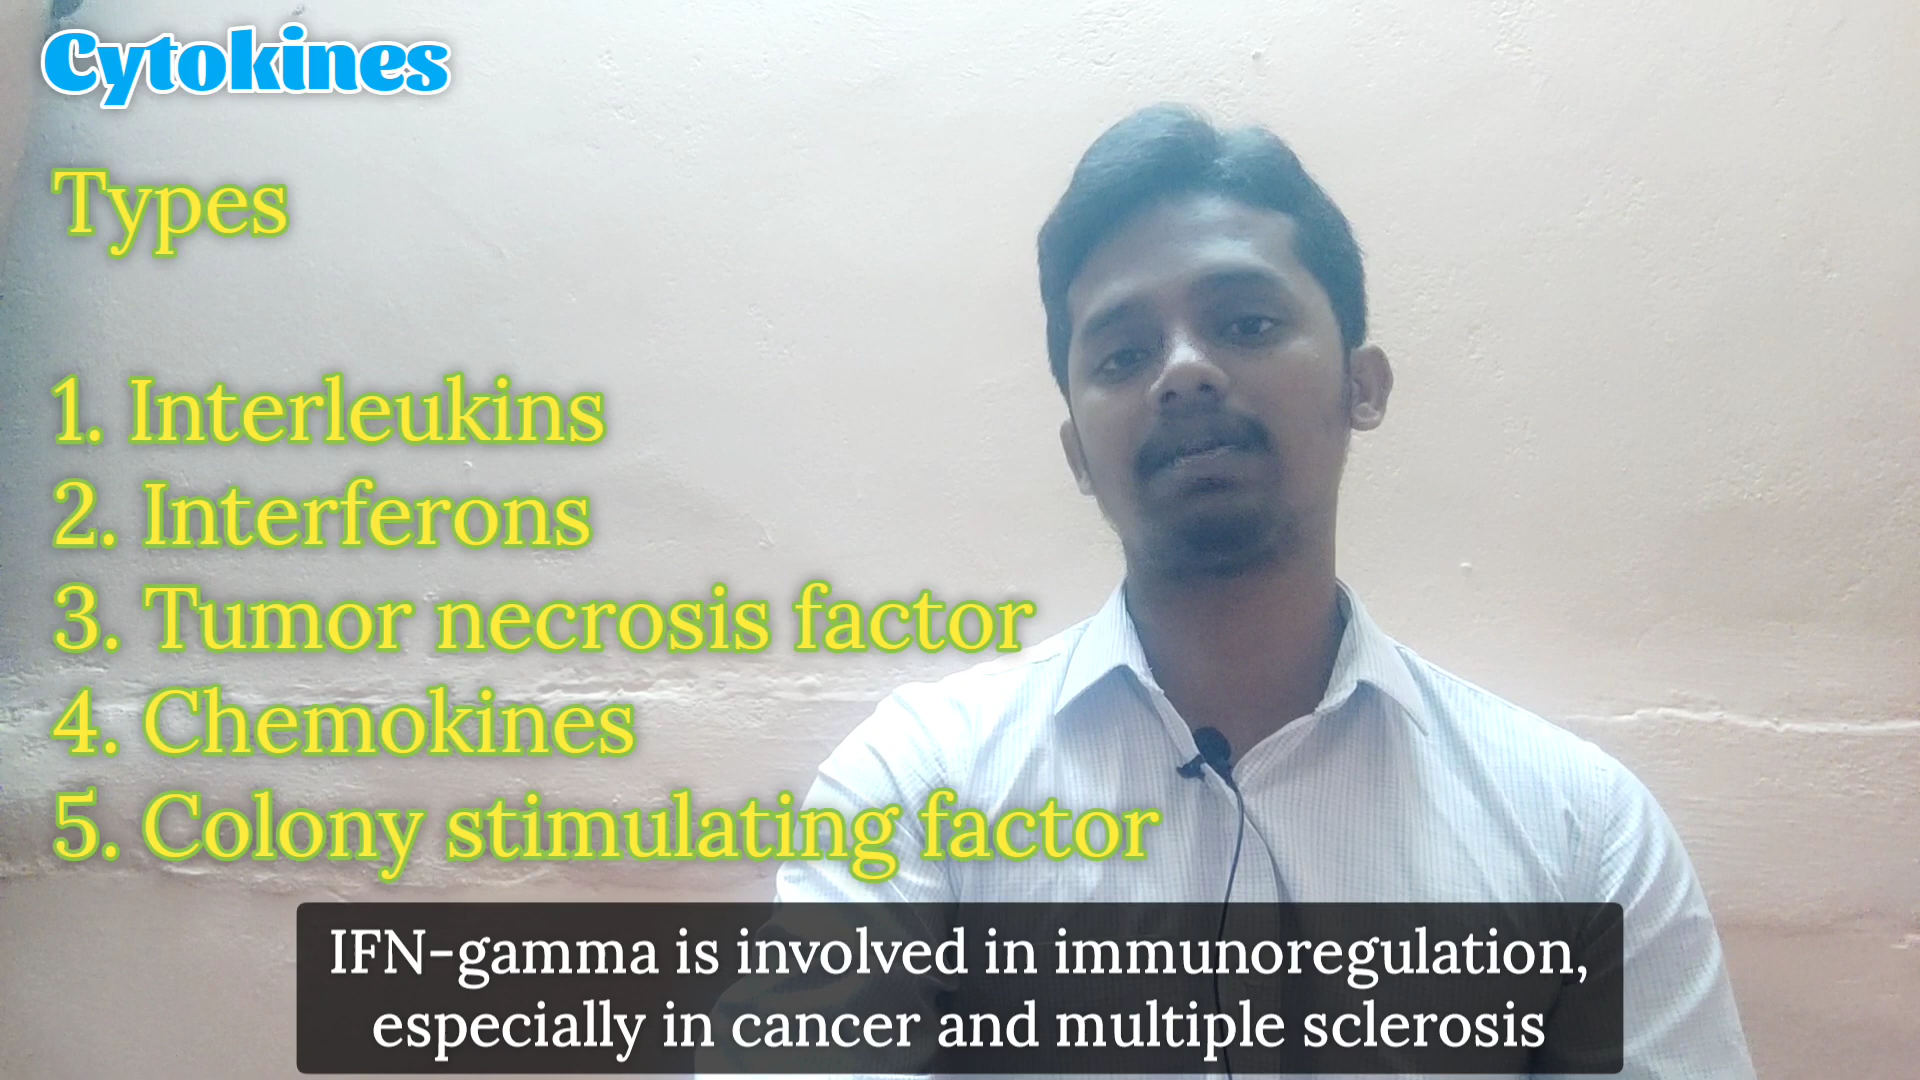 Cytokines
Types
1. Interleukins
2. Interferons
3. Tumor necrosis factor
4. Chemokines
5. Colony stimulating factor
IFN-gamma is involved in immunoregulation,
especially in cancer and multiple sclerosis